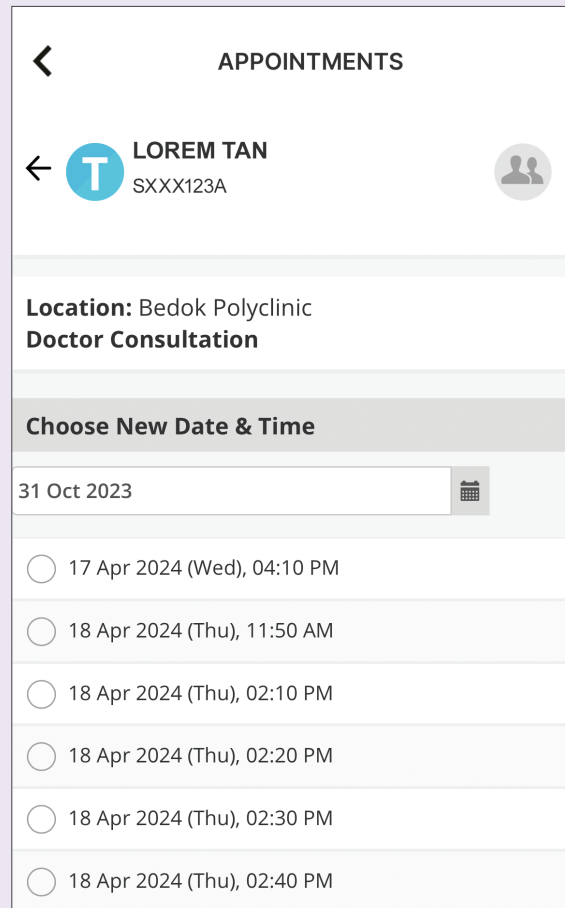 APPOINTMENTS
T
LOREM TAN
SXXX123A
Location: Bedok Polyclinic
Doctor Consultation
Choose New Date & Time
31 Oct 2023
17 Apr 2024 (Wed), 04:10 PM
18 Apr 2024 (Thu), 11:50 AM
18 Apr 2024 (Thu), 02:10 PM
18 Apr 2024 (Thu), 02:20 PM
18 Apr 2024 (Thu), 02:30 PM
18 Apr 2024 (Thu), 02:40 PM